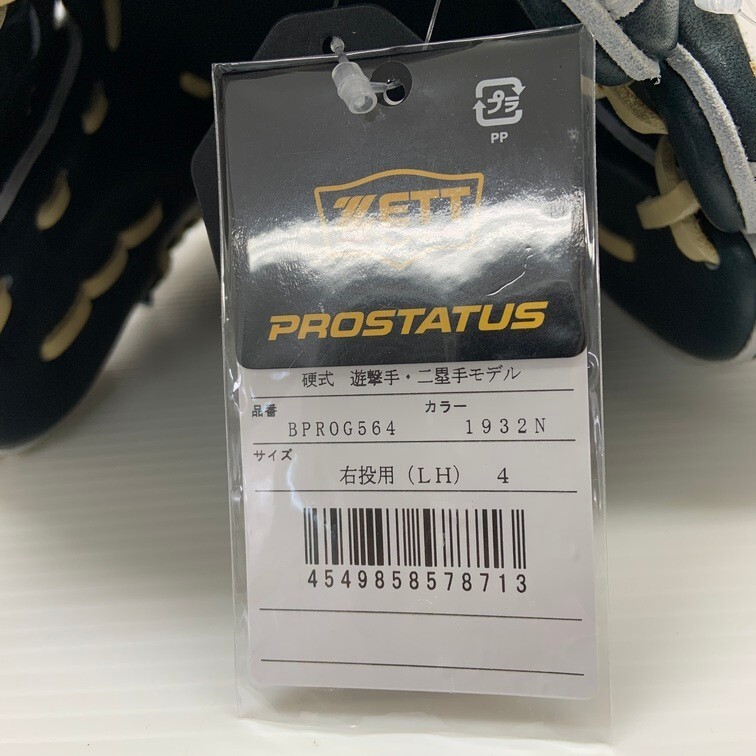 プラ
PP
ZETT
PROSTATUS
硬式 遊撃手・二塁手モデル
品番 カラー
BPROG564 1932N
サイズ
右投用(LH) 4
4549858578713